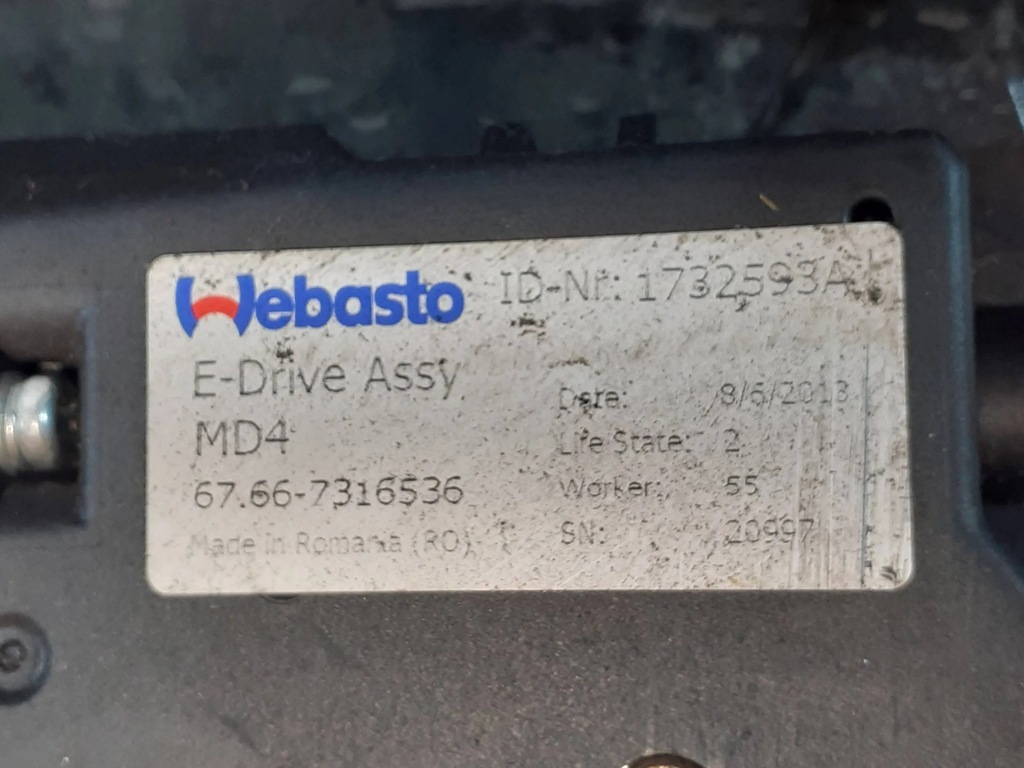 Webasto ID-Nr: 1732593A
E-Drive Assy
MD4
67.66-7316536
Made in Romania (RO)
Date: 8/6/2013
Life State: 2
Worker: 55
SN: 20997